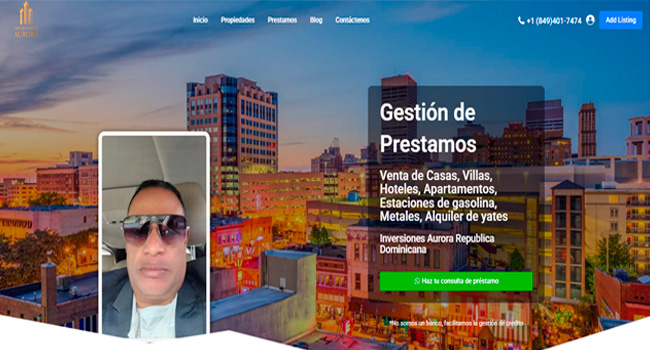 AURORA
Inicio
Propiedades
Prestamos
Blog
Contáctenos
+1 (849)401-7474
Add Listing
Gestión de
Prestamos
Venta de Casas, Villas,
Hoteles, Apartamentos,
Estaciones de gasolina,
Metales, Alquiler de yates
Inversiones Aurora Republica
Dominicana
Haz tu consulta de préstamo
*No somos un banco, facilitamos la gestión de credito